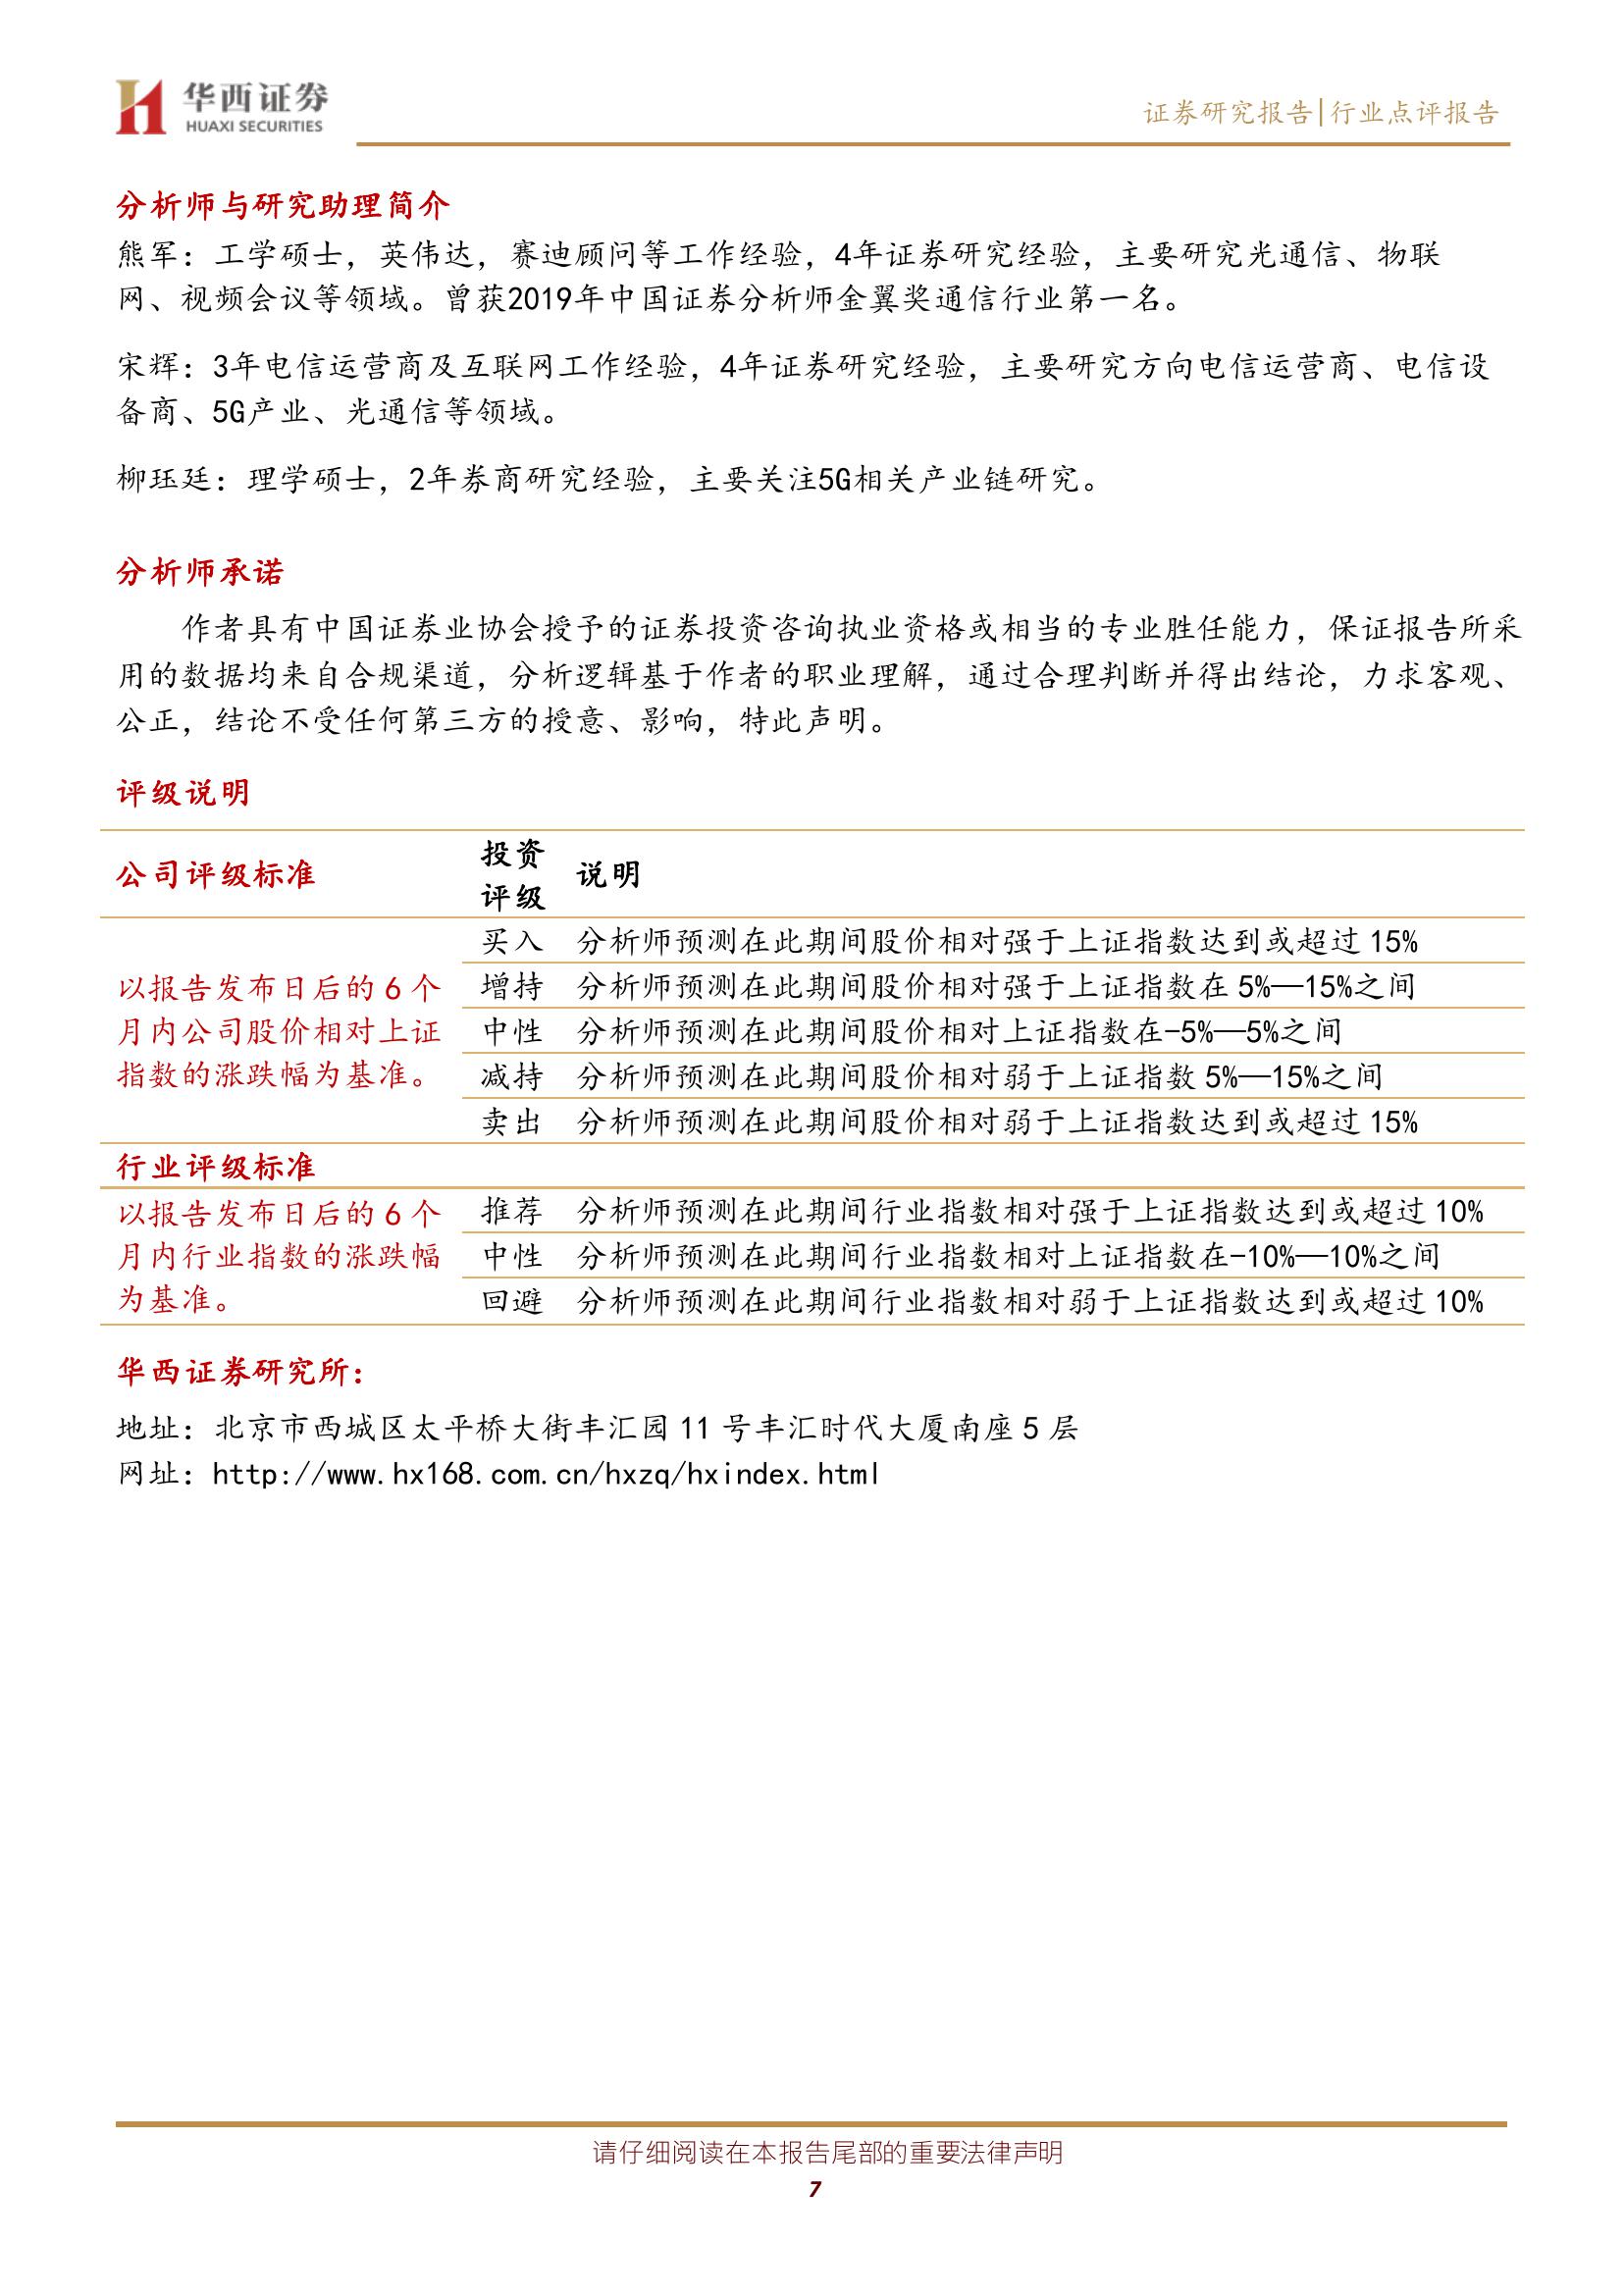 华西证券
HUAXI SECURITIES
证券研究报告|行业点评报告
分析师与研究助理简介
熊军：工学硕士，英伟达，赛迪顾问等工作经验，4年证券研究经验，主要研究光通信、物联
网、视频会议等领域。曾获2019年中国证券分析师金翼奖通信行业第一名。
宋辉：3年电信运营商及互联网工作经验，4年证券研究经验，主要研究方向电信运营商、电信设
备商、5G产业、光通信等领域。
柳珏廷：理学硕士，2年券商研究经验，主要关注5G相关产业链研究。
分析师承诺
作者具有中国证券业协会授予的证券投资咨询执业资格或相当的专业胜任能力，保证报告所采
用的数据均来自合规渠道，分析逻辑基于作者的职业理解，通过合理判断并得出结论，力求客观、
公正，结论不受任何第三方的授意、影响，特此声明。
评级说明
公司评级标准
投资
评级
说明
以报告发布日后的 6 个
月内公司股价相对上证
指数的涨跌幅为基准。
买入 分析师预测在此期间股价相对强于上证指数达到或超过 15%
增持 分析师预测在此期间股价相对强于上证指数在 5%—15%之间
中性 分析师预测在此期间股价相对上证指数在-5%—5%之间
减持 分析师预测在此期间股价相对弱于上证指数 5%—15%之间
卖出 分析师预测在此期间股价相对弱于上证指数达到或超过 15%
行业评级标准
以报告发布日后的 6 个
月内行业指数的涨跌幅
为基准。
推荐 分析师预测在此期间行业指数相对强于上证指数达到或超过 10%
中性 分析师预测在此期间行业指数相对上证指数在-10%—10%之间
回避 分析师预测在此期间行业指数相对弱于上证指数达到或超过 10%
华西证券研究所：
地址：北京市西城区太平桥大街丰汇园 11 号丰汇时代大厦南座 5 层
网址：http://www.hx168.com.cn/hxzq/hxindex.html
请仔细阅读在本报告尾部的重要法律声明
7